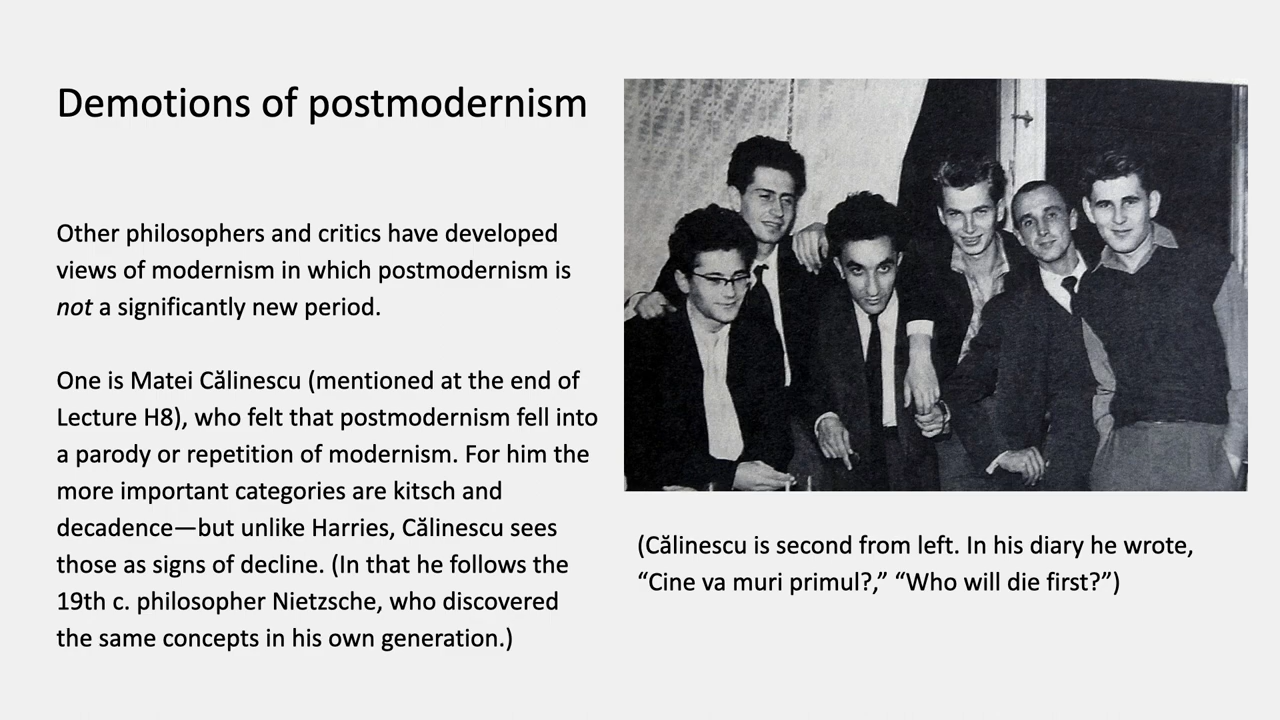 Demotions of postmodernism
Other philosophers and critics have developed
views of modernism in which postmodernism is
not a significantly new period.
One is Matei Călinescu (mentioned at the end of
Lecture H8), who felt that postmodernism fell into
a parody or repetition of modernism. For him the
more important categories are kitsch and
decadence—but unlike Harries, Călinescu sees
those as signs of decline. (In that he follows the
19th c. philosopher Nietzsche, who discovered
the same concepts in his own generation.)
(Călinescu is second from left. In his diary he wrote,
“Cine va muri primul?,” “Who will die first?”)